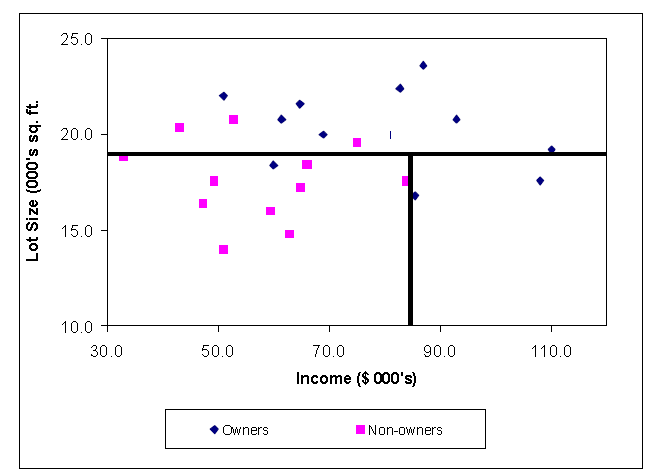 25.0
20.0
15.0
10.0
Lot Size (000's sq. ft.
30.0 50.0 70.0 90.0 110.0
Income ($ 000's)
Owners Non-owners